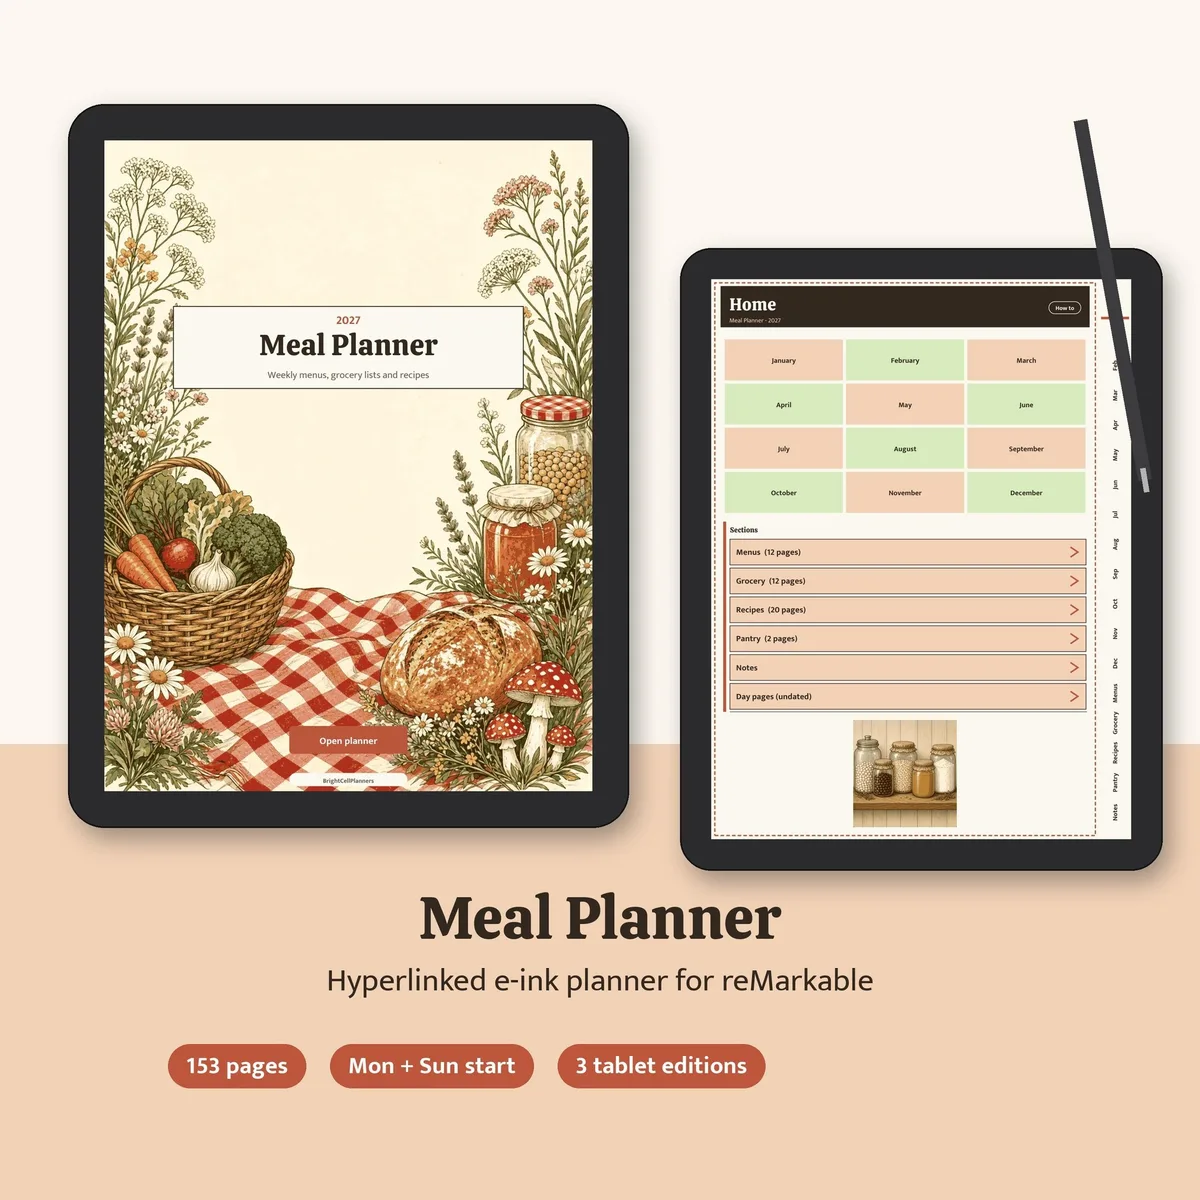 2027
Meal Planner
Weekly menus, grocery lists and recipes
Open planner
BrightCellPlanners
Home
Meal Planner - 2027
How to
January
February
March
April
May
June
July
August
September
October
November
December
Sections
Menus (12 pages)
Grocery (12 pages)
Recipes (20 pages)
Pantry (2 pages)
Notes
Day pages (undated)
Feb
Mar
Apr
May
Jun
Jul
Aug
Sep
Oct
Nov
Dec
Menus
Grocery
Recipes
Pantry
Notes
Meal Planner
Hyperlinked e-ink planner for reMarkable
153 pages
Mon + Sun start
3 tablet editions